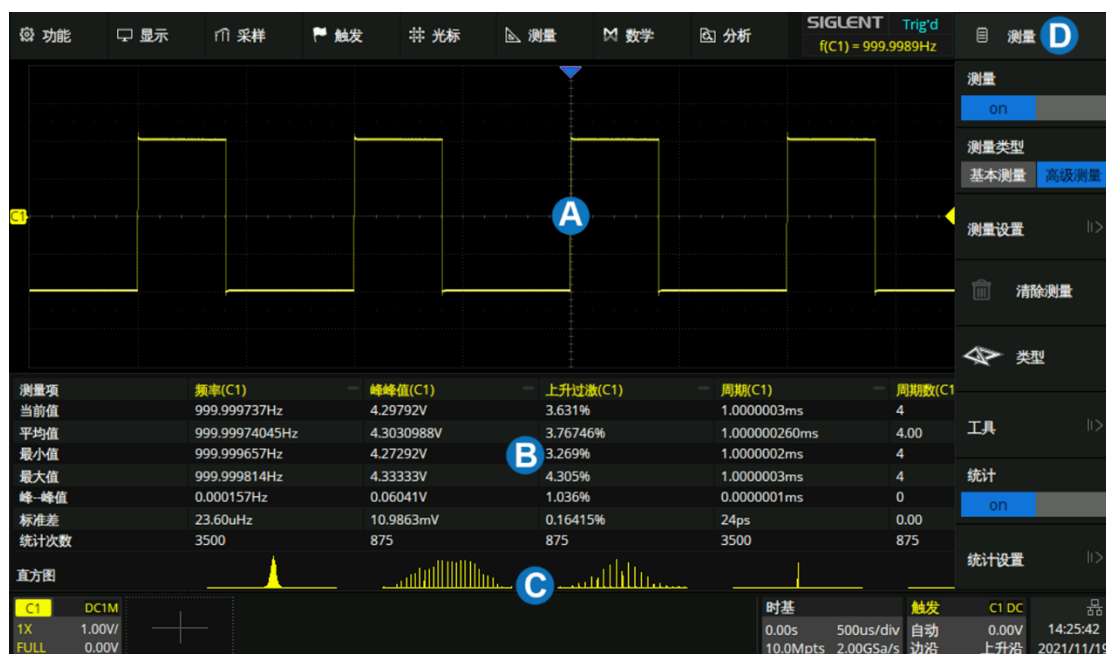 功能 显示 采样 触发 光标 测量 数学 分析 SIGLENT Trig'd 测量 D
f(C1) = 999.9989Hz
测量
on
测量类型
基本测量 高级测量
C1
A
测量设置
清除测量
类型
测量项 频率(C1) 峰峰值(C1) 上升过激(C1) 周期(C1) 周期数(C1
当前值 999.999737Hz 4.29792V 3.631% 1.0000003ms 4
平均值 999.99974045Hz 4.3030988V 3.76746% 1.000000260ms 4.00
最小值 999.999657Hz 4.27292V B 3.269% 1.0000002ms 4
最大值 999.999814Hz 4.33333V 4.305% 1.0000003ms 4
峰--峰值 0.000157Hz 0.06041V 1.036% 0.0000001ms 0
标准差 23.60uHz 10.9863mV 0.16415% 24ps 0.00
统计次数 3500 875 875 3500 875
直方图 C
工具
统计
on
统计设置
C1 DC1M
1X 1.00V/
FULL 0.00V
时基
0.00s 500us/div
10.0Mpts 2.00GSa/s
触发 C1 DC
自动 0.00V
边沿 上升沿
14:25:42
2021/11/19